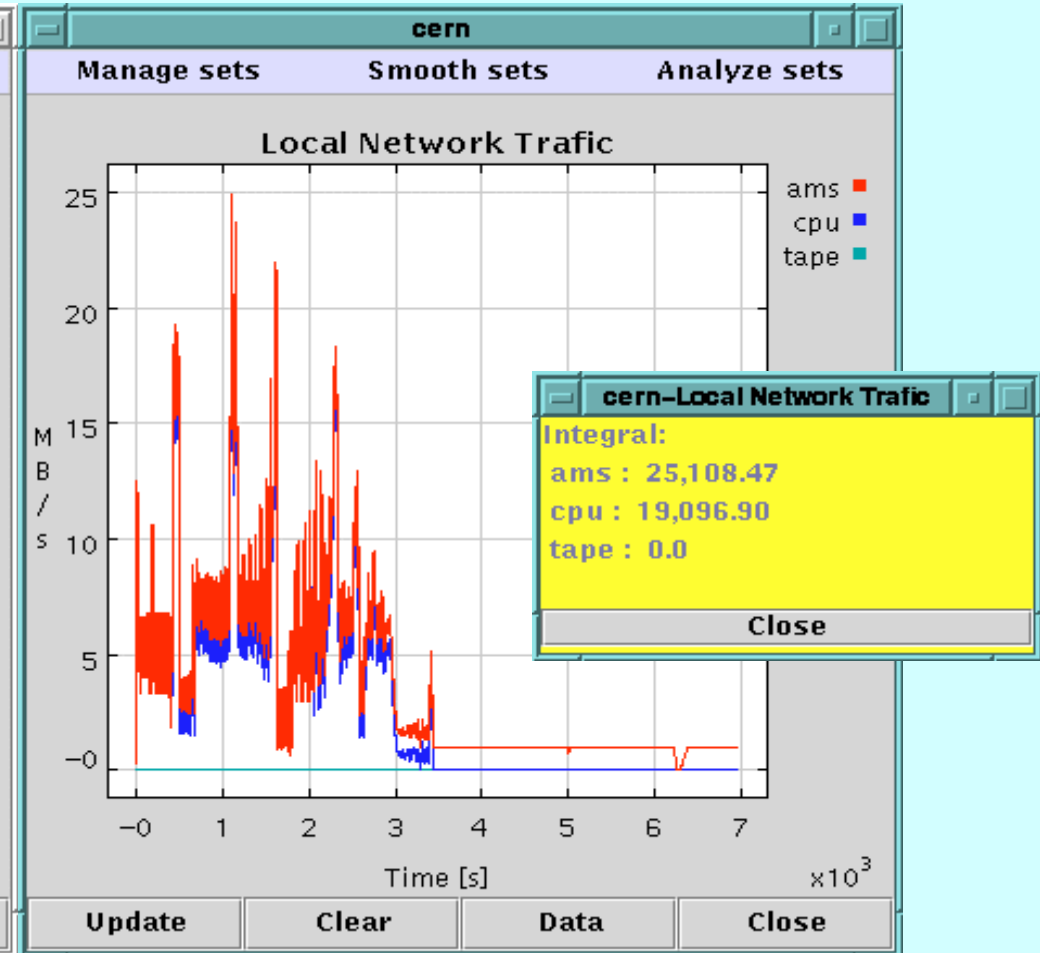 cern
Manage sets Smooth sets Analyze sets
Local Network Trafic
25
20
15
10
5
−0
M
B
/
s
ams
cpu
tape
−0 1 2 3 4 5 6 7
Time [s] x10³
Update Clear Data Close
cern−Local Network Trafic
Integral:
ams : 25,108.47
cpu : 19,096.90
tape : 0.0
Close